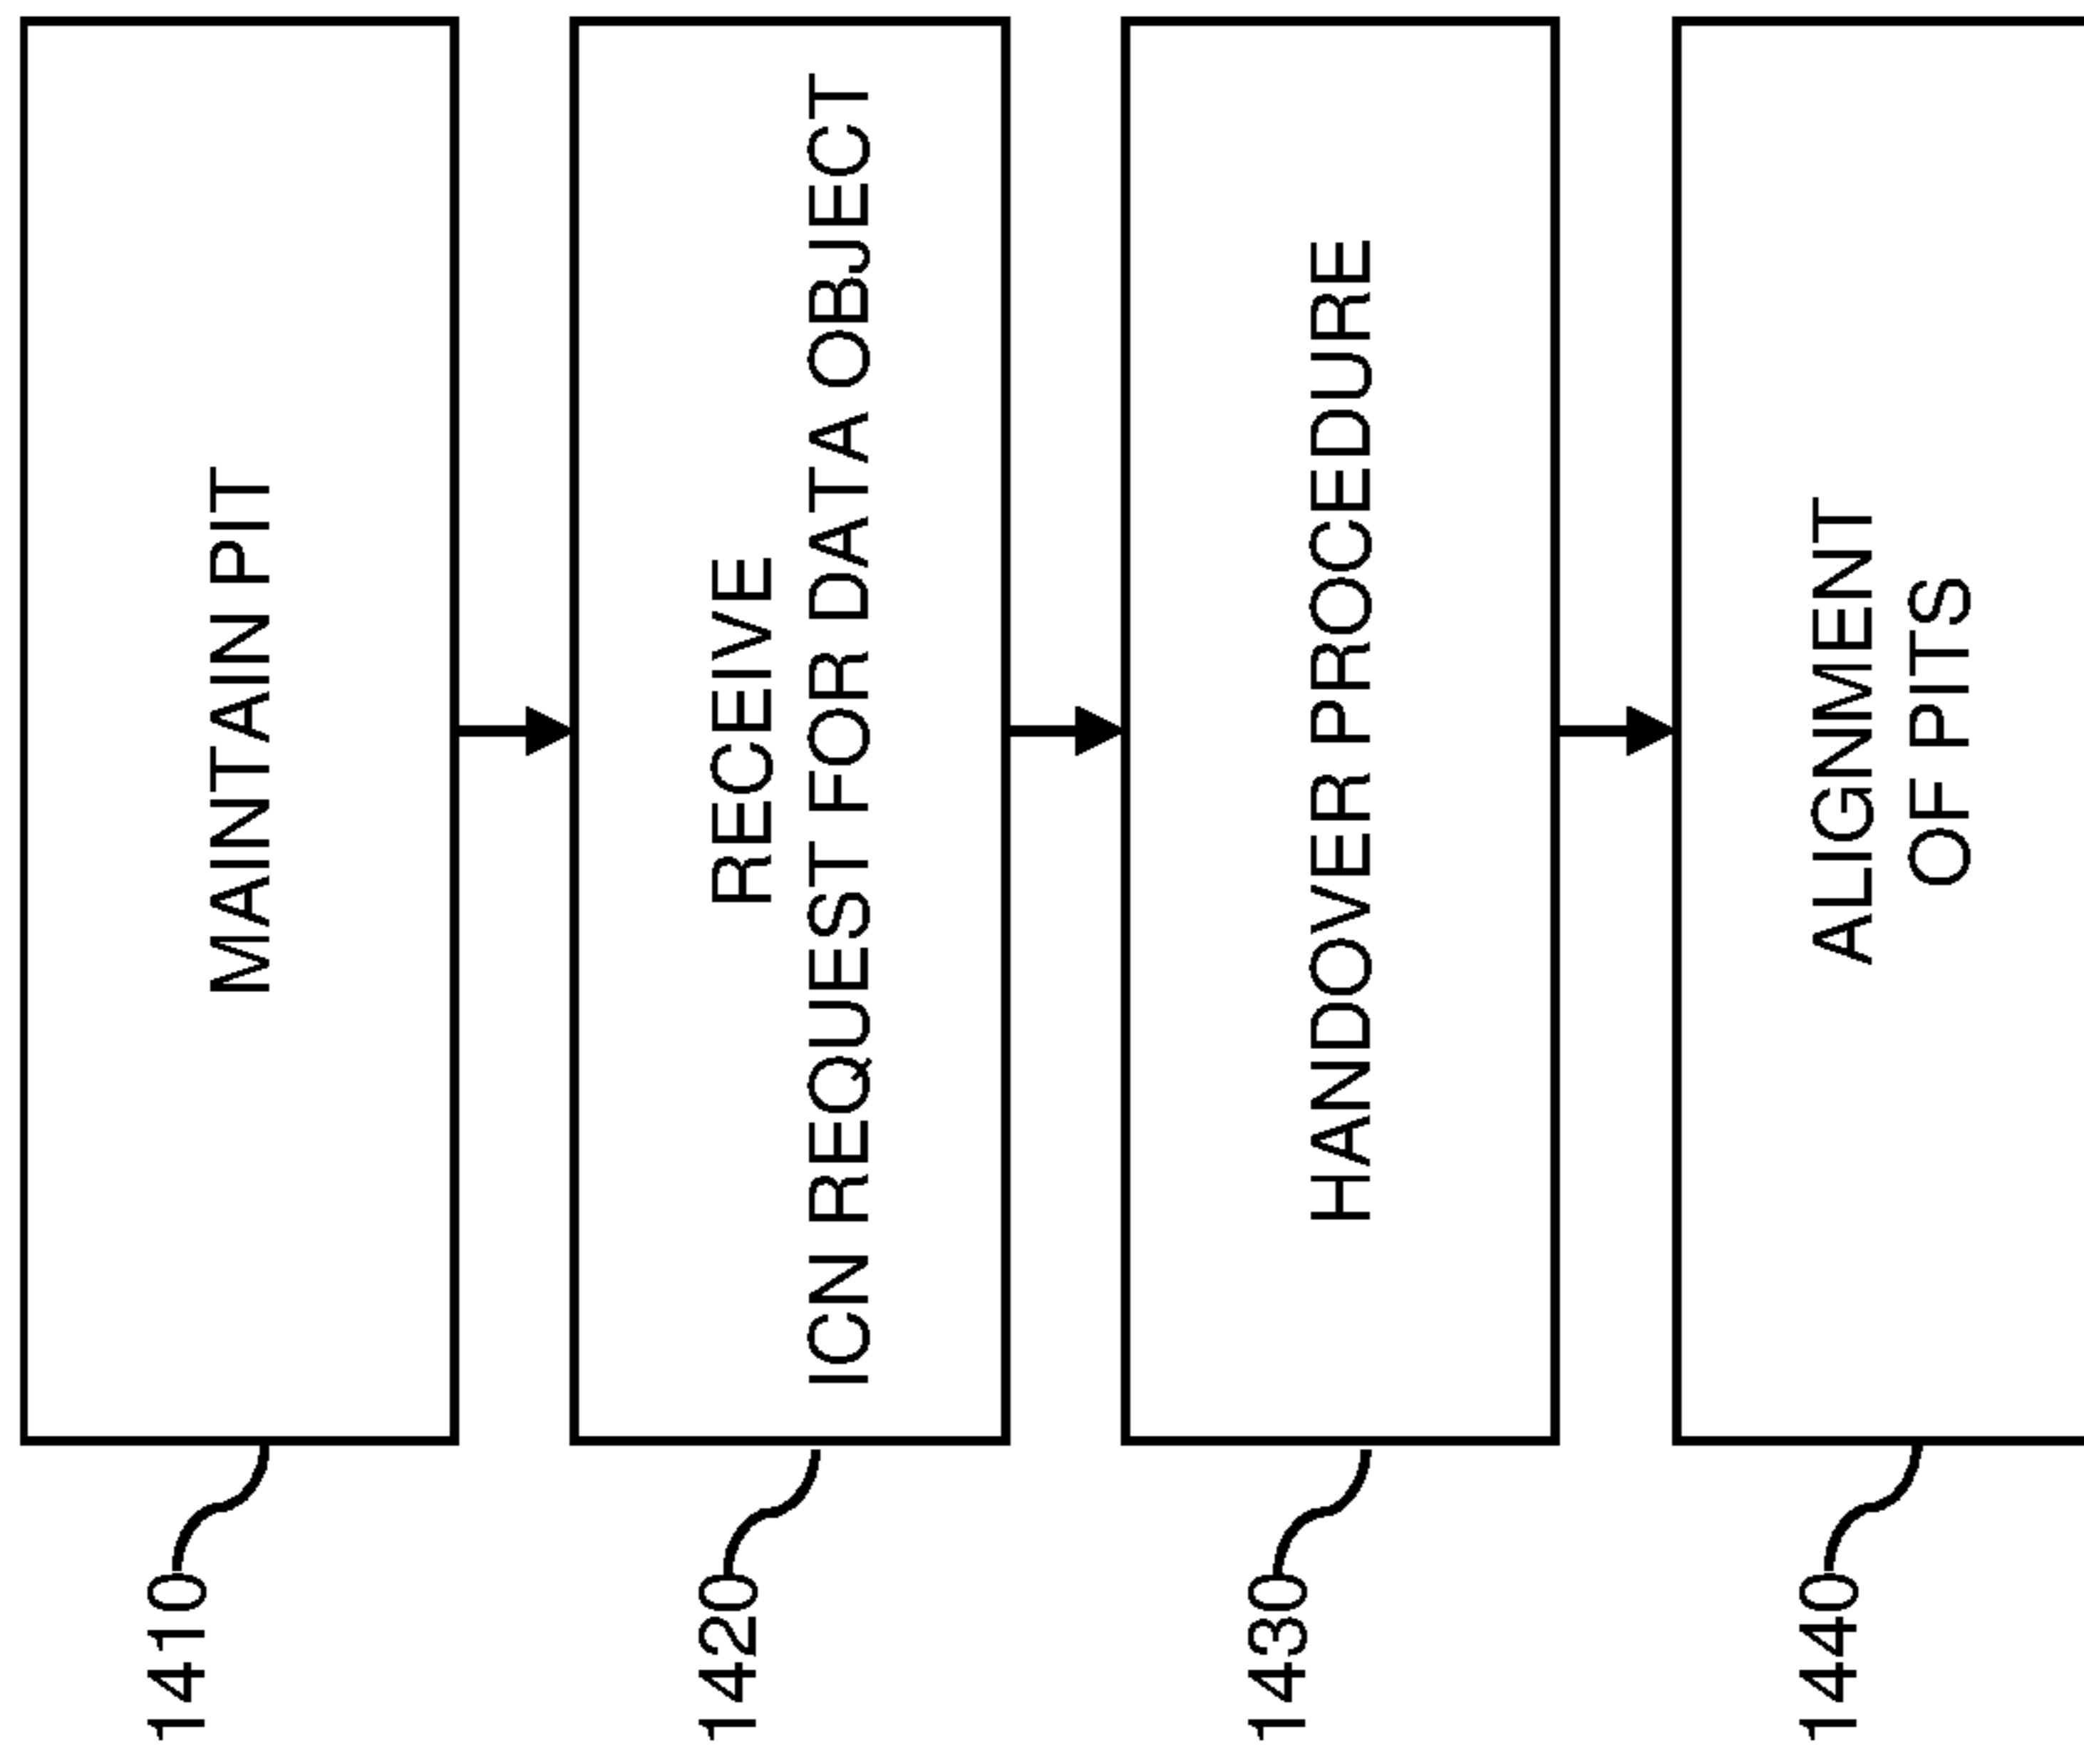 1410
MAINTAIN PIT
1420
RECEIVE
ICN REQUEST FOR DATA OBJECT
1430
HANDOVER PROCEDURE
1440
ALIGNMENT
OF PITS